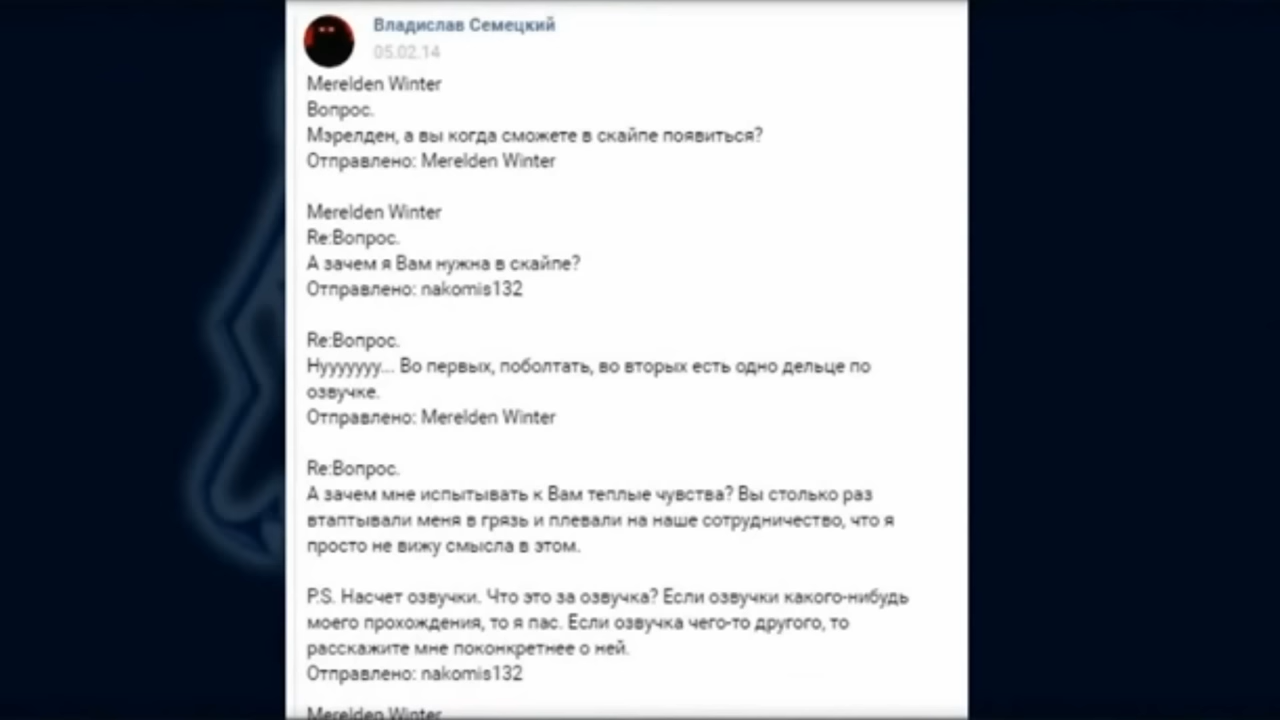 Владислав Семецкий
05.02.14
Merelden Winter
Вопрос.
Мэрелден, а вы когда сможете в скайпе появиться?
Отправлено: Merelden Winter
Merelden Winter
Re:Вопрос.
А зачем я Вам нужна в скайпе?
Отправлено: nakomis132
Re:Вопрос.
Нууууууу... Во первых, поболтать, во вторых есть одно дельце по
озвучке.
Отправлено: Merelden Winter
Re:Вопрос.
А зачем мне испытывать к Вам теплые чувства? Вы столько раз
втаптывали меня в грязь и плевали на наше сотрудничество, что я
просто не вижу смысла в этом.
P.S. Насчет озвучки. Что это за озвучка? Если озвучки какого-нибудь
моего прохождения, то я пас. Если озвучка чего-то другого, то
расскажите мне поконкретнее о ней.
Отправлено: nakomis132
Merelden Winter